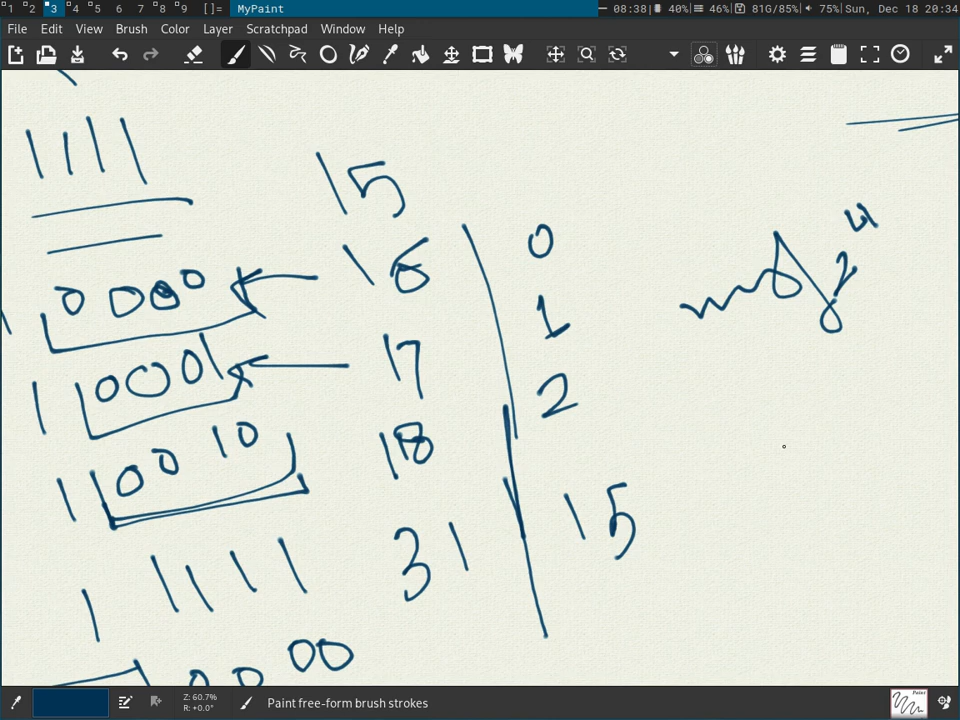 1 2 3 4 5 6 7 8 9 []= MyPaint 08:38 40% 46% 81G/85% 75% Sun, Dec 18 20:34
File Edit View Brush Color Layer Scratchpad Window Help
1111 15
0000 16 0
1 0001 17 1
1 0010 18 2
1 1111 31 15
0000
2 4
Z: 60.7%
R: +0.0°
Paint free-form brush strokes